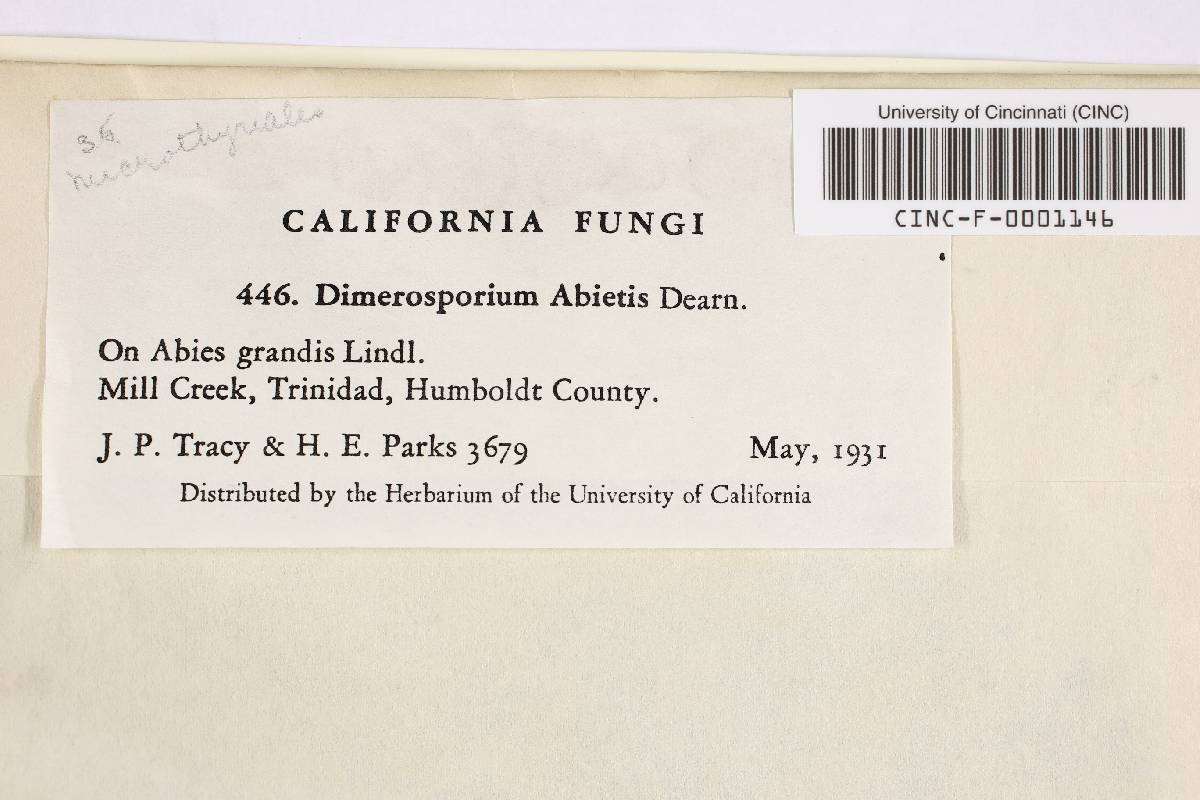 36.
microthyriales
University of Cincinnati (CINC)
CINC-F-0001146
CALIFORNIA FUNGI
446. Dimerosporium Abietis Dearn.
On Abies grandis Lindl.
Mill Creek, Trinidad, Humboldt County.
J. P. Tracy & H. E. Parks 3679 May, 1931
Distributed by the Herbarium of the University of California